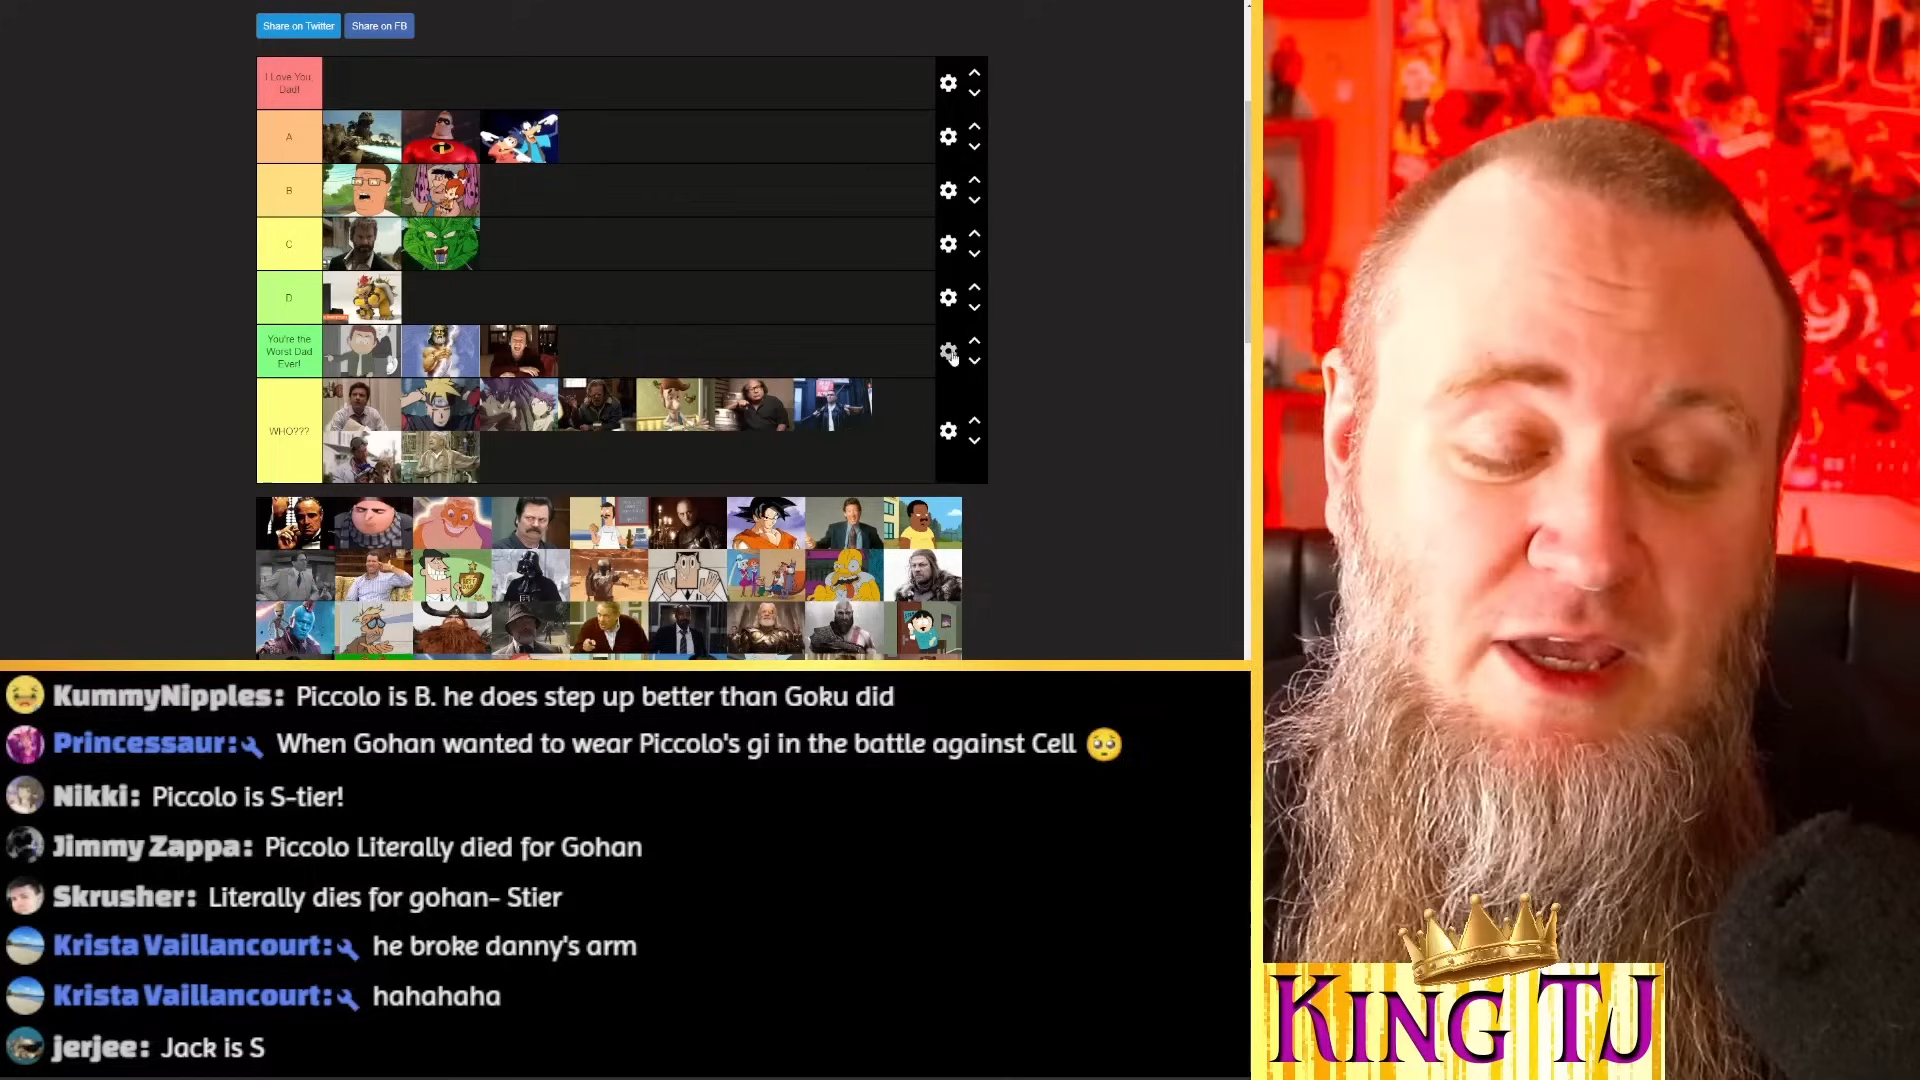 Share on Twitter
Share on FB
I Love You,
Dad!
A
B
C
D
You're the
Worst Dad
Ever!
WHO???
KummyNipples: Piccolo is B. he does step up better than Goku did
Princessaur: When Gohan wanted to wear Piccolo's gi in the battle against Cell 🥺
Nikki: Piccolo is S-tier!
Jimmy Zappa: Piccolo Literally died for Gohan
Skrusher: Literally dies for gohan- Stier
Krista Vaillancourt: he broke danny's arm
Krista Vaillancourt: hahahaha
jerjee: Jack is S
KING TJ